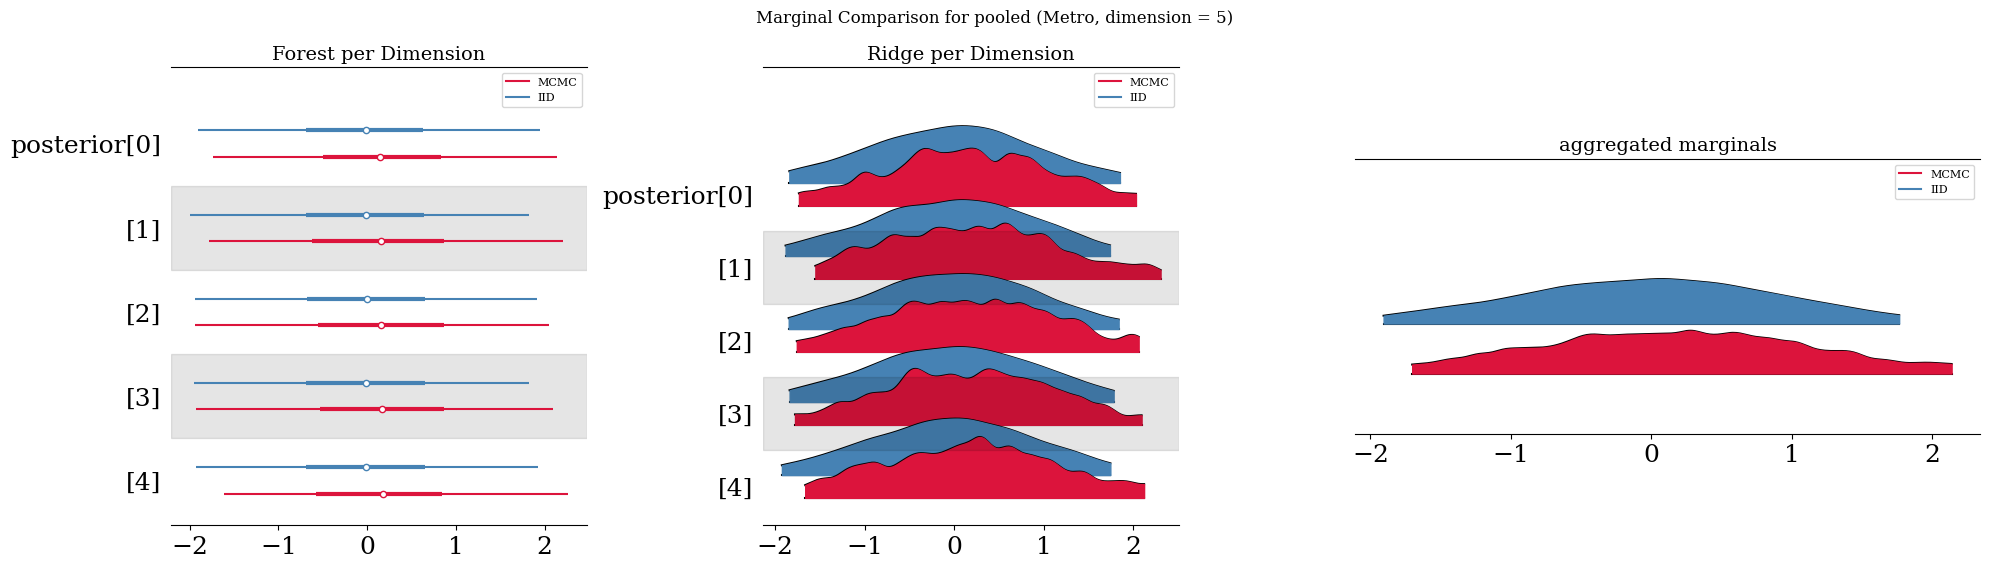 Marginal Comparison for pooled (Metro, dimension = 5)
Forest per Dimension
MCMC
IID
posterior[0]
[1]
[2]
[3]
[4]
−2 −1 0 1 2
Ridge per Dimension
MCMC
IID
posterior[0]
[1]
[2]
[3]
[4]
−2 −1 0 1 2
aggregated marginals
MCMC
IID
−2 −1 0 1 2